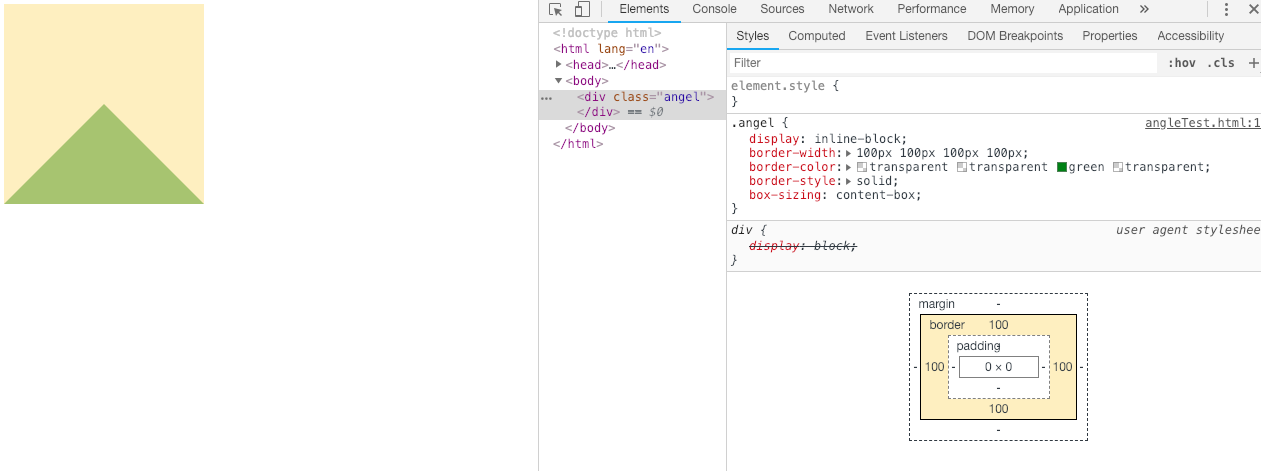 Elements Console Sources Network Performance Memory Application »
<!doctype html>
<html lang="en">
<head>…</head>
<body>
<div class="angel">
</div> == $0
</body>
</html>
Styles Computed Event Listeners DOM Breakpoints Properties Accessibility
Filter :hov .cls +
element.style {
}
.angel { angleTest.html:1
display: inline-block;
border-width: 100px 100px 100px 100px;
border-color: transparent transparent green transparent;
border-style: solid;
box-sizing: content-box;
}
div { user agent styleshee
display: block;
}
margin -
border 100
padding -
- 100 - 0 × 0 - 100 -
-
100
-